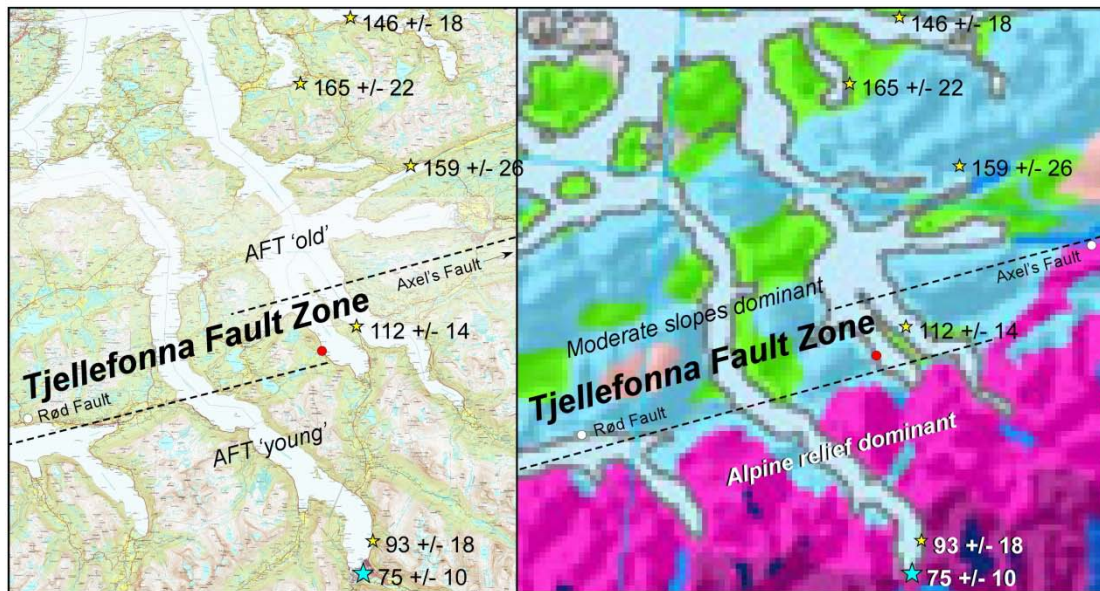 146 +/- 18
165 +/- 22
159 +/- 26
AFT 'old'
Axel's Fault
Tjellefonna Fault Zone
112 +/- 14
Rød Fault
AFT 'young'
93 +/- 18
75 +/- 10
146 +/- 18
165 +/- 22
159 +/- 26
Axel's Fault
Moderate slopes dominant
Tjellefonna Fault Zone
112 +/- 14
Rød Fault
Alpine relief dominant
93 +/- 18
75 +/- 10